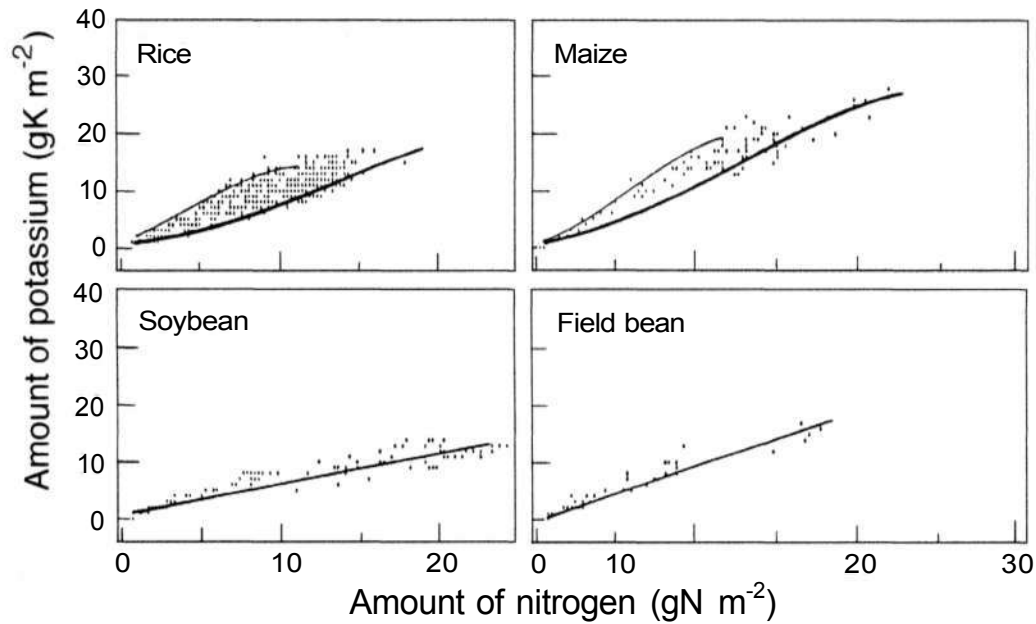 Amount of potassium (gK m-2)
40
30
20
10
0
Rice
Maize
40
30
20
10
0
Soybean
Field bean
0 10 20
0 10 20 30
Amount of nitrogen (gN m-2)